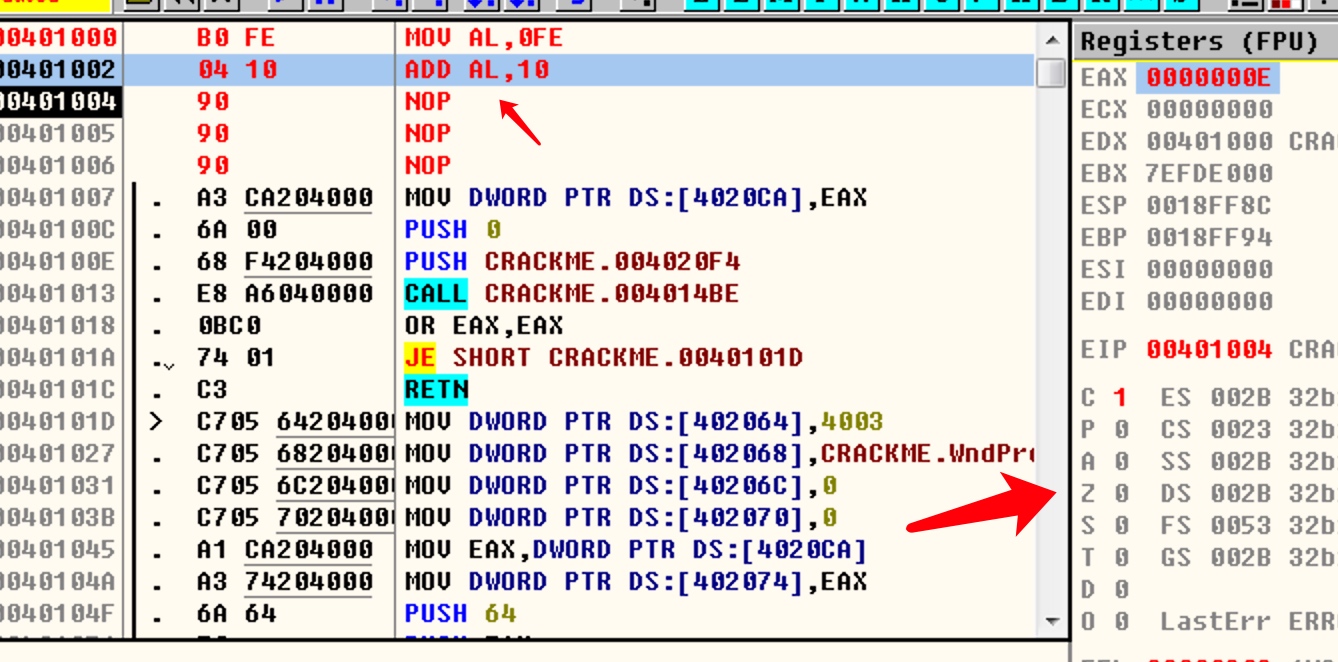 00401000 B0 FE MOV AL,0FE
00401002 04 10 ADD AL,10
00401004 90 NOP
00401005 90 NOP
00401006 90 NOP
00401007 . A3 CA204000 MOV DWORD PTR DS:[4020CA],EAX
0040100C . 6A 00 PUSH 0
0040100E . 68 F4204000 PUSH CRACKME.004020F4
00401013 . E8 A6040000 CALL CRACKME.004014BE
00401018 . 0BC0 OR EAX,EAX
0040101A . 74 01 JE SHORT CRACKME.0040101D
0040101C . C3 RETN
0040101D > C705 6420400 MOV DWORD PTR DS:[402064],4003
00401027 . C705 6820400 MOV DWORD PTR DS:[402068],CRACKME.WndPr
00401031 . C705 6C20400 MOV DWORD PTR DS:[40206C],0
0040103B . C705 7020400 MOV DWORD PTR DS:[402070],0
00401045 . A1 CA204000 MOV EAX,DWORD PTR DS:[4020CA]
0040104A . A3 74204000 MOV DWORD PTR DS:[402074],EAX
0040104F . 6A 64 PUSH 64
Registers (FPU)
EAX 0000000E
ECX 00000000
EDX 00401000 CRA
EBX 7EFDE000
ESP 0018FF8C
EBP 0018FF94
ESI 00000000
EDI 00000000
EIP 00401004 CRA
C 1 ES 002B 32b
P 0 CS 0023 32b
A 0 SS 002B 32b
Z 0 DS 002B 32b
S 0 FS 0053 32b
T 0 GS 002B 32b
D 0
O 0 LastErr ERR